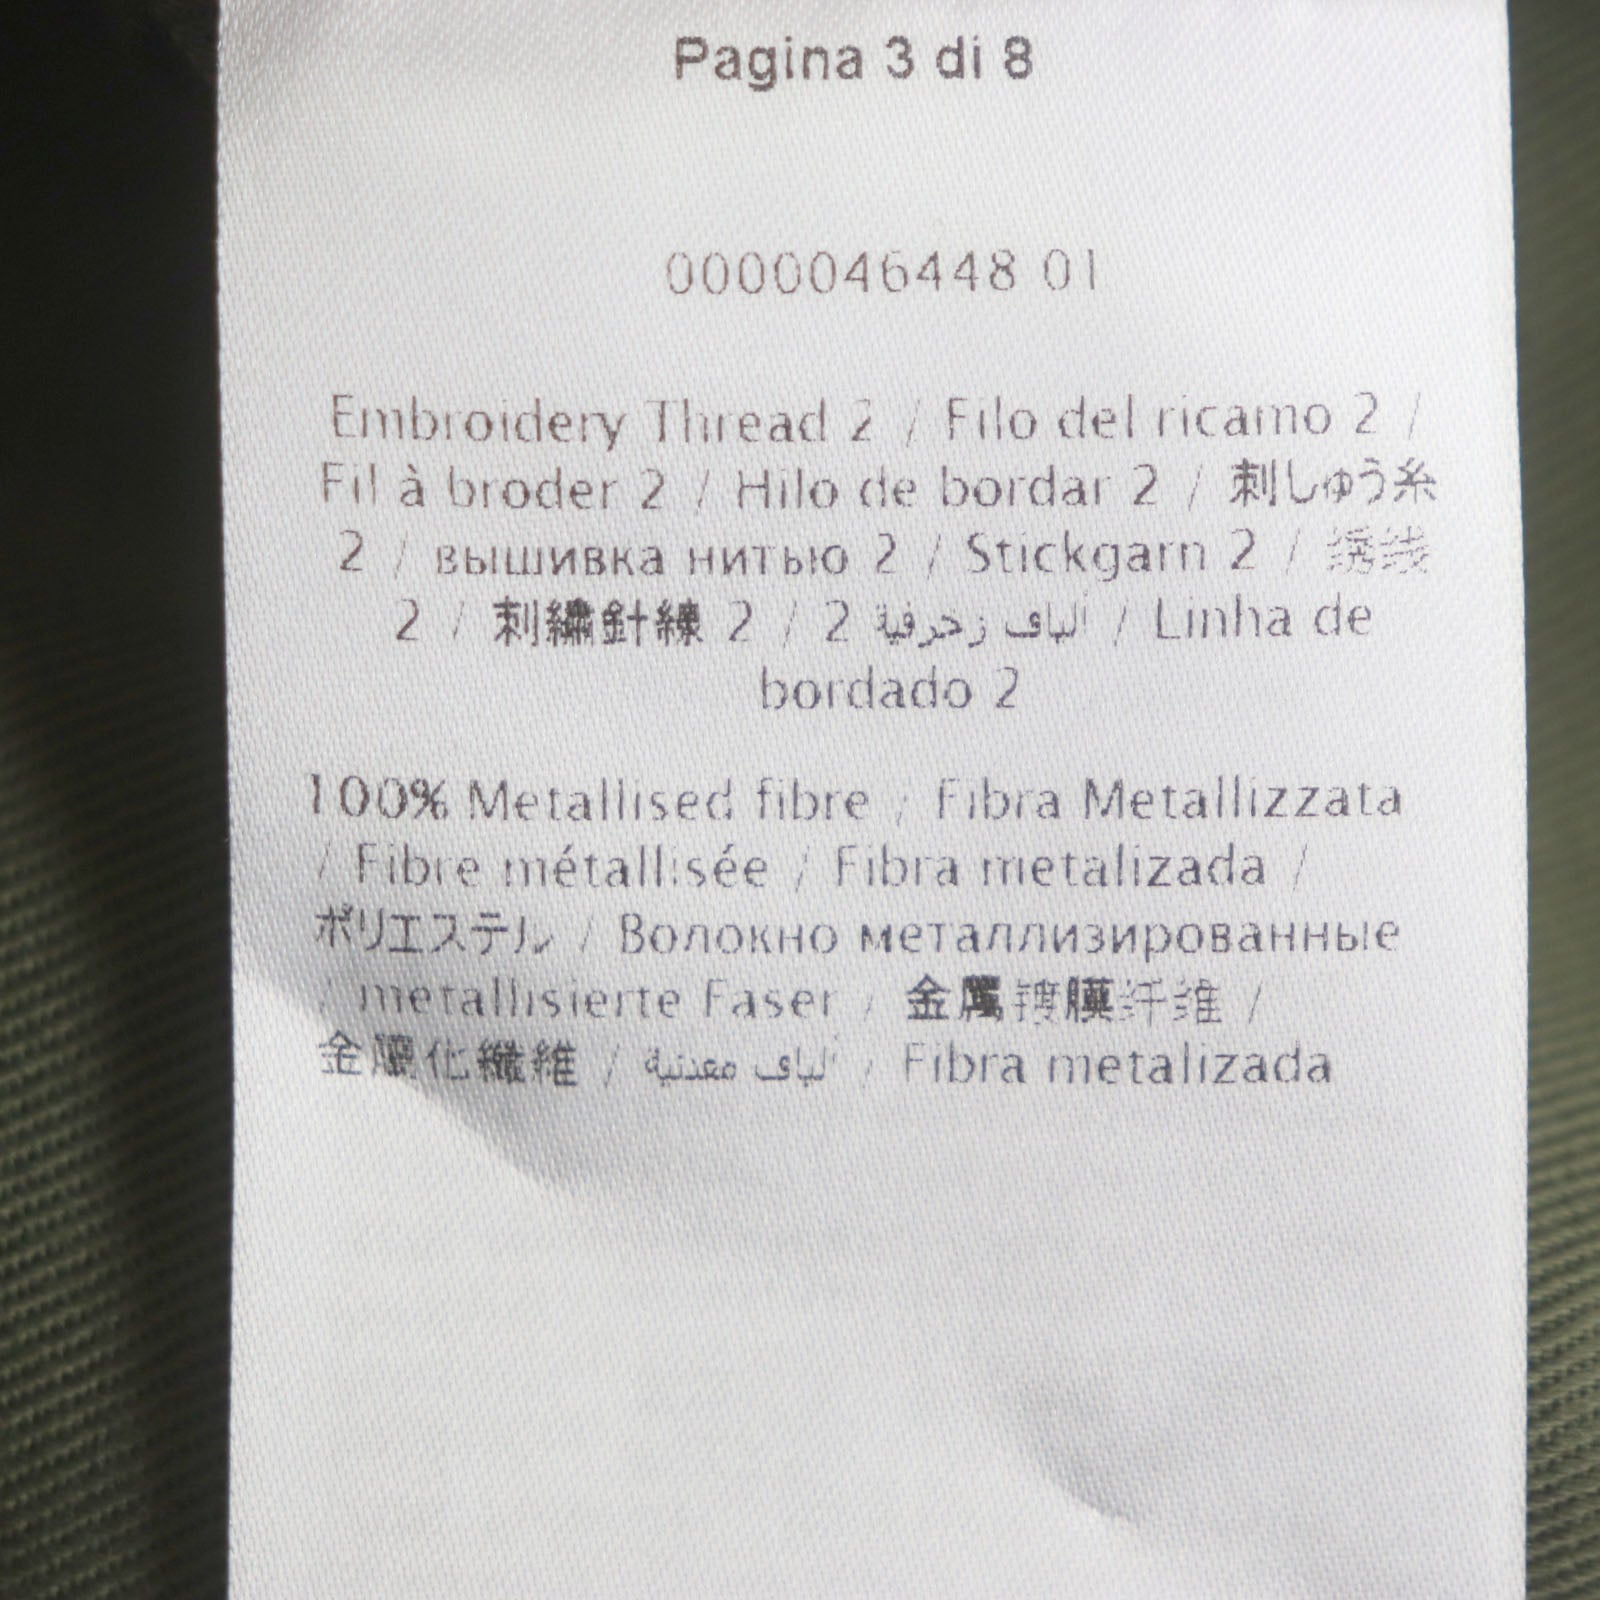 Pagina 3 di 8
0000046448 01
Embroidery Thread 2 / Filo del ricamo 2 /
Fil à broder 2 / Hilo de bordar 2 / 刺しゅう糸
2 / вышивка нитью 2 / Stickgarn 2 / 绣线
2 / 刺繡針線 2 / 2 ألياف زخرفية / Linha de
bordado 2
100% Metallised fibre / Fibra Metallizzata
/ Fibre métallisée / Fibra metalizada /
ポリエステル / Волокно металлизированные
/ metallisierte Faser / 金属镀膜纤维 /
金屬化纖維 / ألياف معدنية / Fibra metalizada